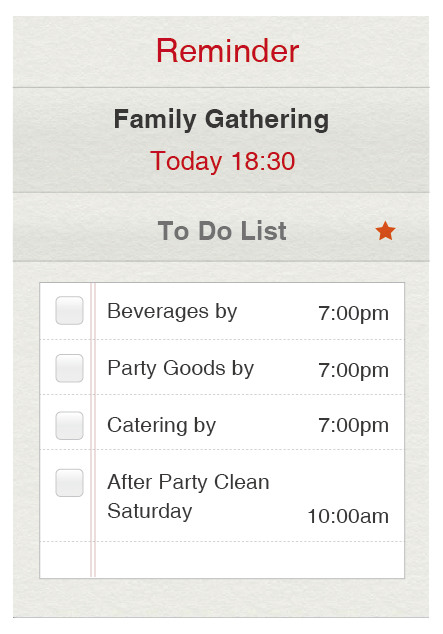 Reminder
Family Gathering
Today 18:30
To Do List
Beverages by 7:00pm
Party Goods by 7:00pm
Catering by 7:00pm
After Party Clean
Saturday 10:00am